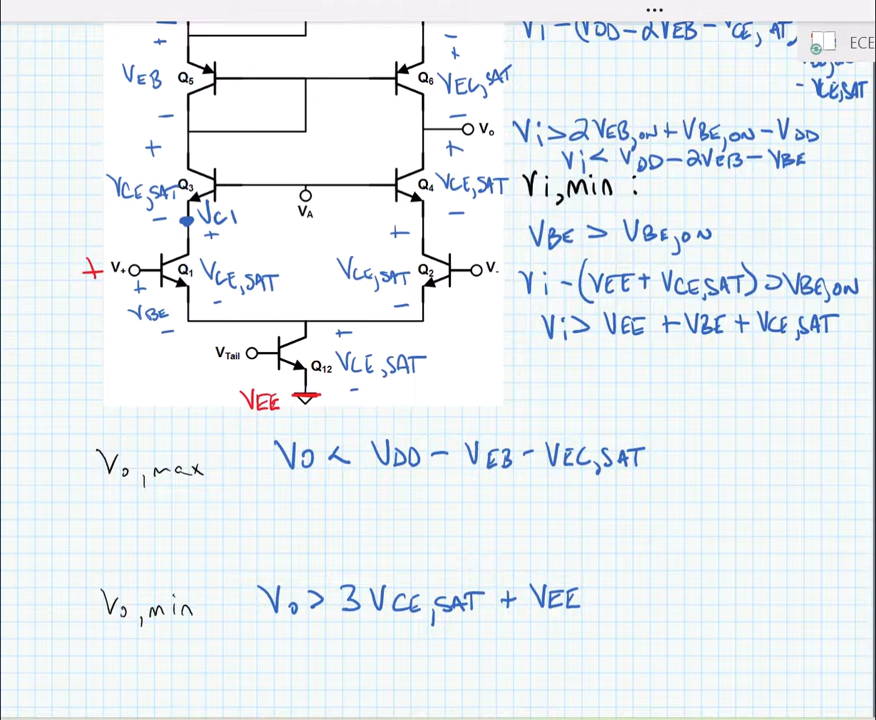 Vi-(VDD-2VEB-VCE,SAT,
ECE
-VCE,SAT
+
-
+
VEB Q5
Q6 VEC,SAT
-
-
Vo
Vi>2VEB,ON+VBE,ON-VDD
+
+
Vi<VDD-2VEB-VBE
VCE,SAT Q3
Q4 VCE,SAT
Vi,min :
VA
-
VC1
-
+
+
VBE > VBE,ON
+ V+
Q1 VCE,SAT
VCE,SAT Q2
V-
Vi-(VEE+VCE,SAT)>VBE,ON
+
VBE
-
-
-
Vi> VEE +VBE+VCE,SAT
+
VTail
Q12 VCE,SAT
-
VEE
Vo,max
VO < VDD - VEB - VEC,SAT
Vo,min
Vo > 3VCE,SAT + VEE